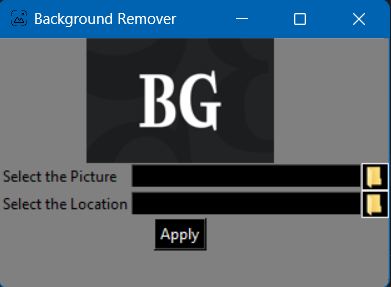 Background Remover
BG
Select the Picture
Select the Location
Apply